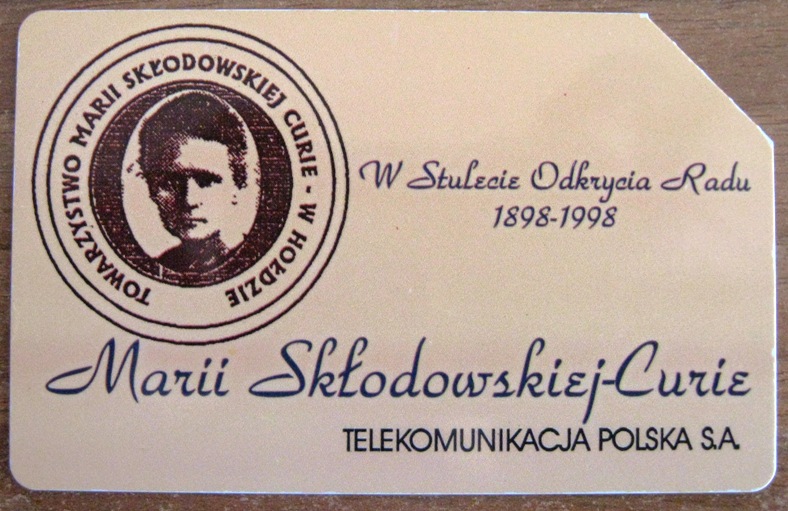 TOWARZYSTWO MARII SKŁODOWSKIEJ CURIE - W HOŁDZIE
W Stulecie Odkrycia Radu
1898-1998
Marii Skłodowskiej-Curie
TELEKOMUNIKACJA POLSKA S.A.